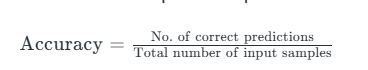 Accuracy = No. of correct predictions / Total number of input samples